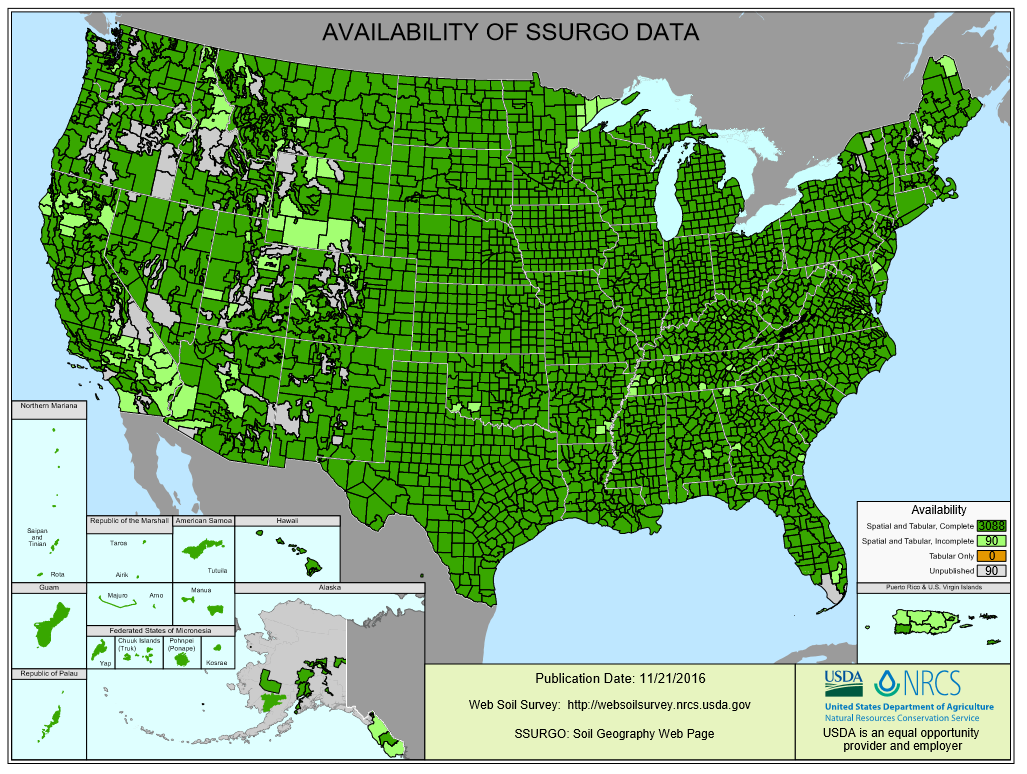 AVAILABILITY OF SSURGO DATA
Northern Mariana
Saipan
and
Tinian
Rota
Guam
Republic of Palau
Republic of the Marshall
Taroa
Airik
American Samoa
Tutuila
Hawaii
Majuro
Arno
Manua
Federated States of Micronesia
Yap
Chuuk Islands
(Truk)
Pohnpei
(Ponape)
Kosrae
Alaska
Availability
Spatial and Tabular, Complete 3088
Spatial and Tabular, Incomplete 90
Tabular Only 0
Unpublished 90
Puerto Rico & U.S. Virgin Islands
Publication Date: 11/21/2016
Web Soil Survey: http://websoilsurvey.nrcs.usda.gov
SSURGO: Soil Geography Web Page
USDA NRCS
United States Department of Agriculture
Natural Resources Conservation Service
USDA is an equal opportunity
provider and employer